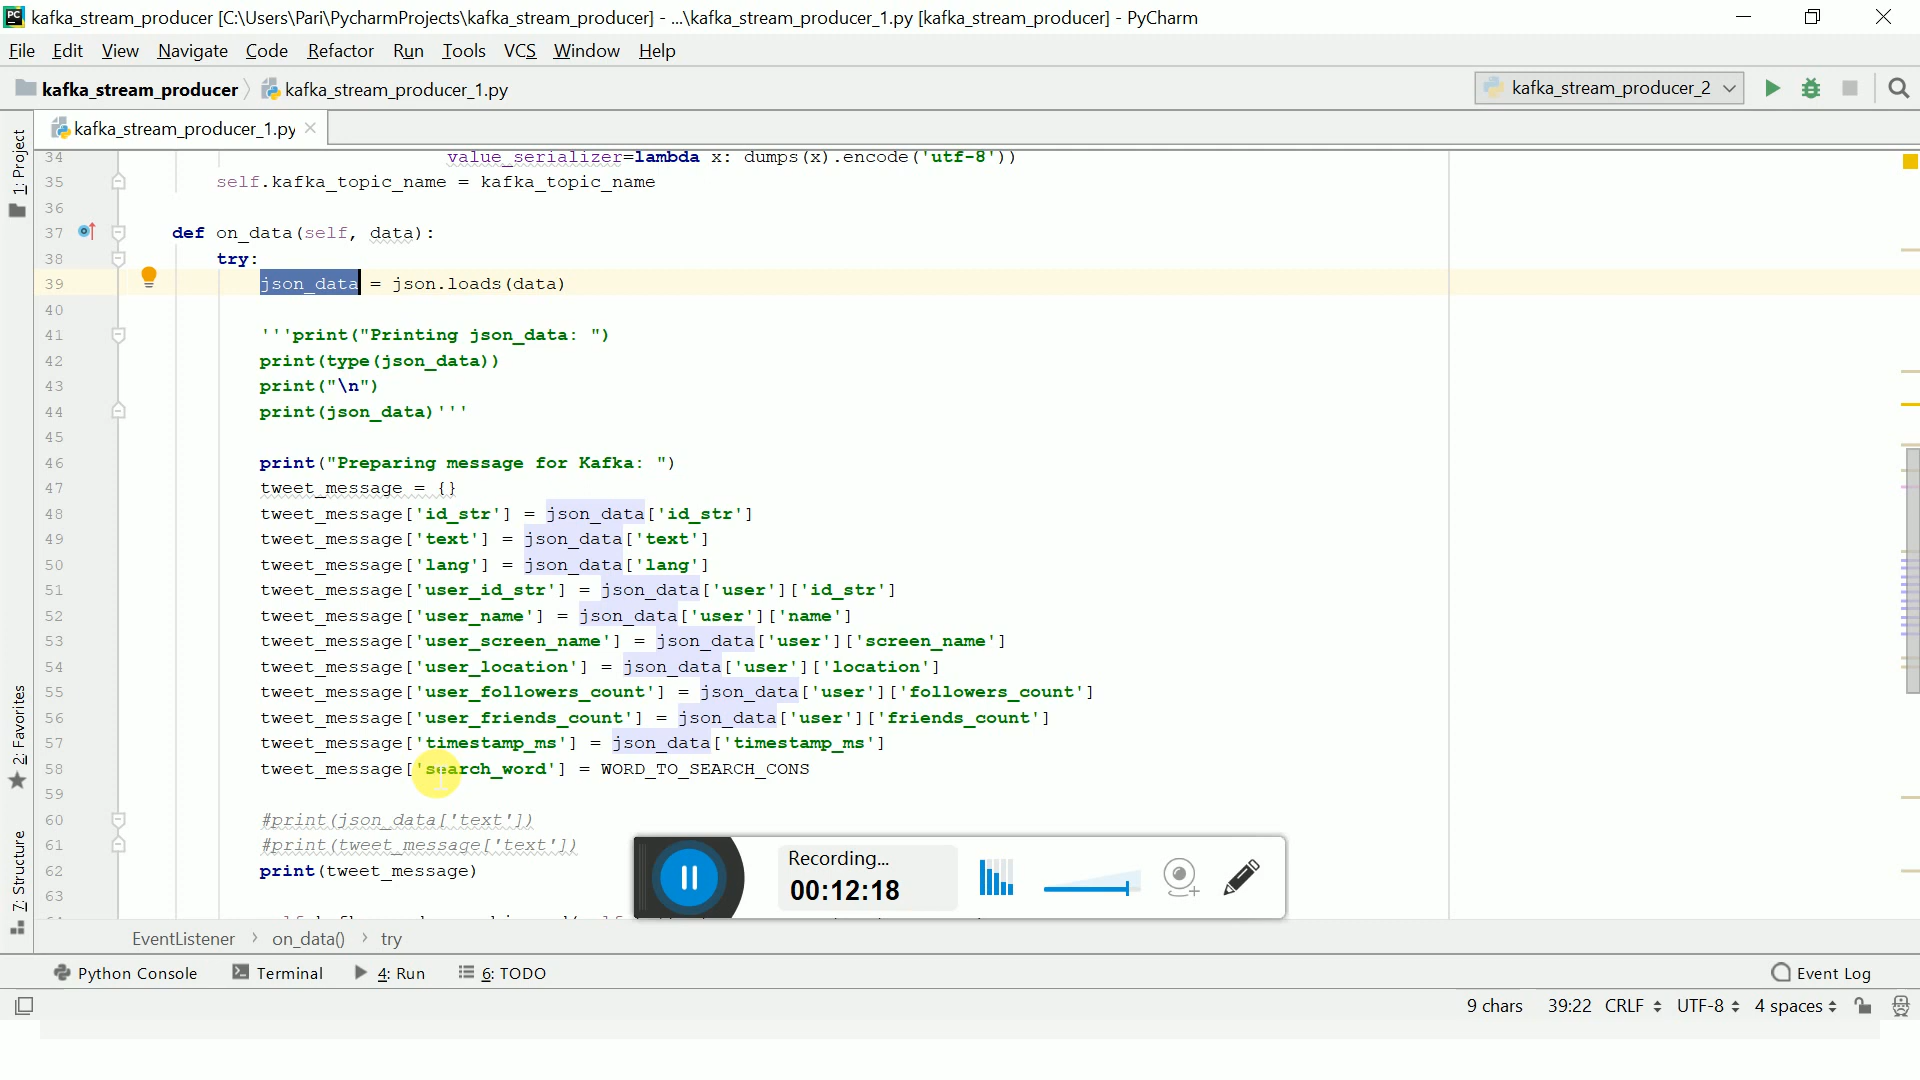 PC kafka_stream_producer [C:\Users\Pari\PycharmProjects\kafka_stream_producer] - ...\kafka_stream_producer_1.py [kafka_stream_producer] - PyCharm
File Edit View Navigate Code Refactor Run Tools VCS Window Help
kafka_stream_producer kafka_stream_producer_1.py kafka_stream_producer_2
kafka_stream_producer_1.py
1: Project
2: Favorites
7: Structure
34 value_serializer=lambda x: dumps(x).encode('utf-8'))
35 self.kafka_topic_name = kafka_topic_name
36
37 def on_data(self, data):
38 try:
39 json_data = json.loads(data)
40
41 '''print("Printing json_data: ")
42 print(type(json_data))
43 print("\n")
44 print(json_data)'''
45
46 print("Preparing message for Kafka: ")
47 tweet_message = {}
48 tweet_message['id_str'] = json_data['id_str']
49 tweet_message['text'] = json_data['text']
50 tweet_message['lang'] = json_data['lang']
51 tweet_message['user_id_str'] = json_data['user']['id_str']
52 tweet_message['user_name'] = json_data['user']['name']
53 tweet_message['user_screen_name'] = json_data['user']['screen_name']
54 tweet_message['user_location'] = json_data['user']['location']
55 tweet_message['user_followers_count'] = json_data['user']['followers_count']
56 tweet_message['user_friends_count'] = json_data['user']['friends_count']
57 tweet_message['timestamp_ms'] = json_data['timestamp_ms']
58 tweet_message['search_word'] = WORD_TO_SEARCH_CONS
59
60 #print(json_data['text'])
61 #print(tweet_message['text'])
62 print(tweet_message)
63
Recording...
00:12:18
EventListener on_data() try
Python Console Terminal 4: Run 6: TODO Event Log
9 chars 39:22 CRLF UTF-8 4 spaces